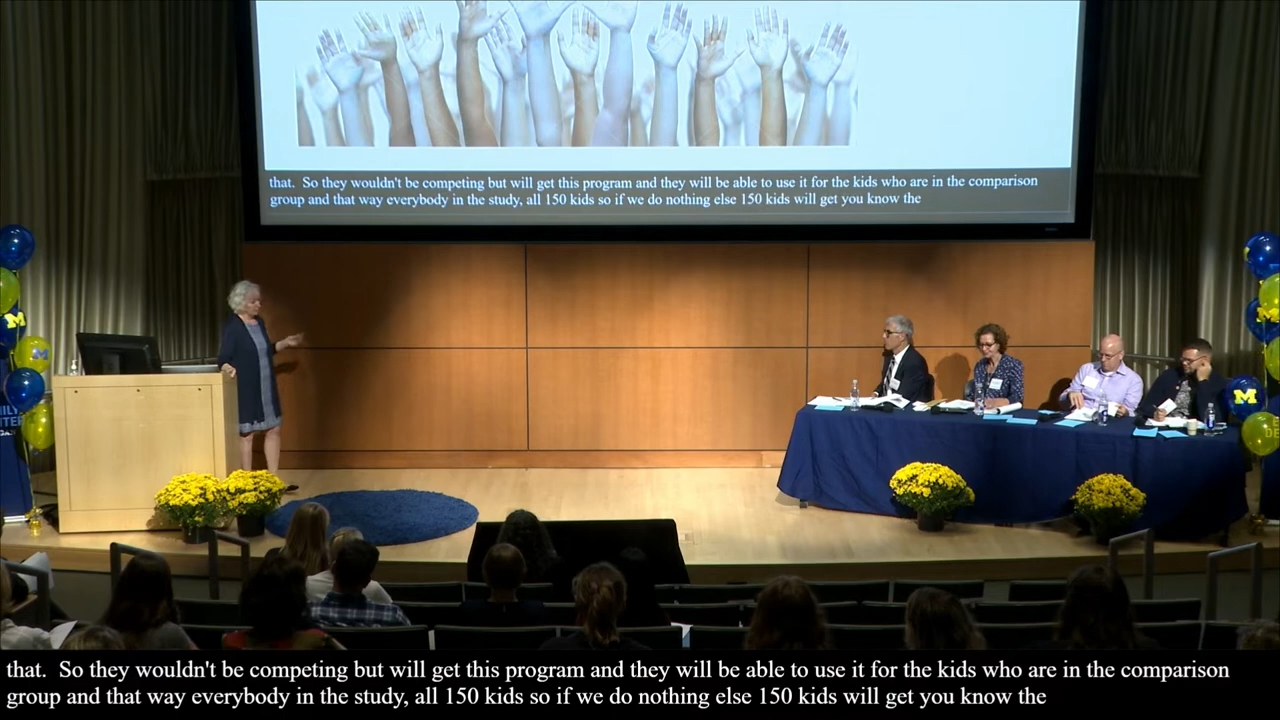 that. So they wouldn't be competing but will get this program and they will be able to use it for the kids who are in the comparison
group and that way everybody in the study, all 150 kids so if we do nothing else 150 kids will get you know the
M
M
M
M
that. So they wouldn't be competing but will get this program and they will be able to use it for the kids who are in the comparison
group and that way everybody in the study, all 150 kids so if we do nothing else 150 kids will get you know the